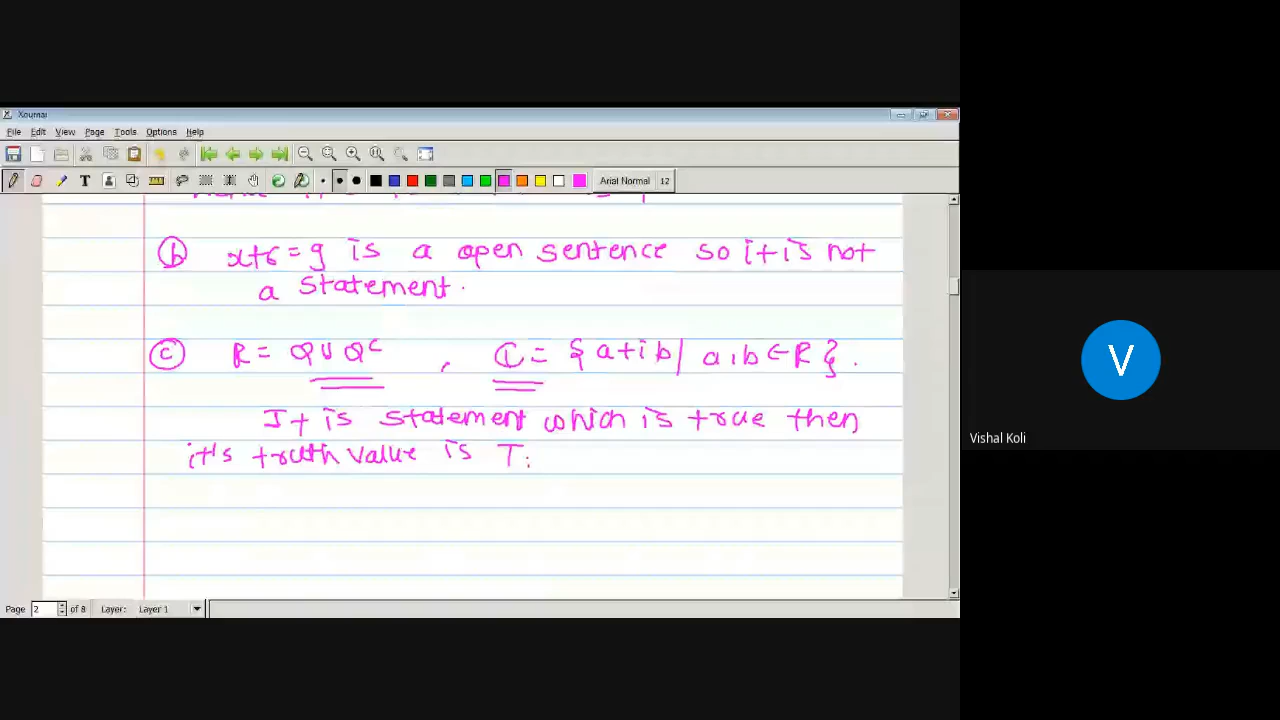 Xournal
File Edit View Page Tools Options Help
Arial Normal 12
(b) x+6=9 is a open sentence so it is not
a statement.
(c) R = Q ∪ Qᶜ , ℂ = { a+ib | a,b ∈ R }.
It is statement which is true then
it's truth value is T.
V
Vishal Koli
Page 2 of 8 Layer: Layer 1